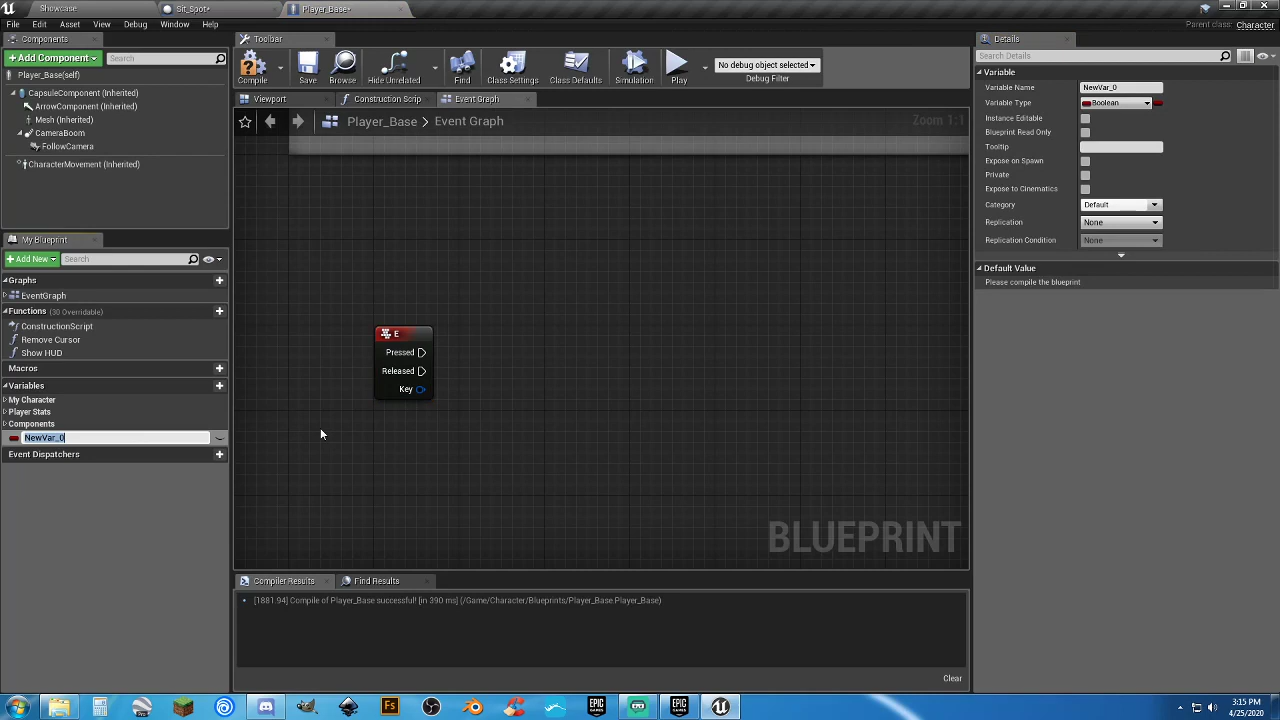 Showcase
Sit_Spot*
Player_Base*
File Edit Asset View Debug Window Help
Parent class: Character
Components
Add Component
Search
Player_Base(self)
CapsuleComponent (Inherited)
ArrowComponent (Inherited)
Mesh (Inherited)
CameraBoom
FollowCamera
CharacterMovement (Inherited)
My Blueprint
Add New
Search
Graphs
EventGraph
Functions (30 Overridable)
ConstructionScript
Remove Cursor
Show HUD
Macros
Variables
My Character
Player Stats
Components
NewVar_0
Event Dispatchers
Toolbar
Compile
Save
Browse
Hide Unrelated
Find
Class Settings
Class Defaults
Simulation
Play
No debug object selected
Debug Filter
Viewport
Construction Scrip
Event Graph
Player_Base > Event Graph
Zoom 1:1
E
Pressed
Released
Key
BLUEPRINT
Compiler Results
Find Results
[1881.94] Compile of Player_Base successful! [in 390 ms] (/Game/Character/Blueprints/Player_Base.Player_Base)
Clear
Details
Search Details
Variable
Variable Name NewVar_0
Variable Type Boolean
Instance Editable
Blueprint Read Only
Tooltip
Expose on Spawn
Private
Expose to Cinematics
Category Default
Replication None
Replication Condition None
Default Value
Please compile the blueprint
Pro
Fs
EPIC GAMES
EPIC GAMES
3:15 PM
4/25/2020